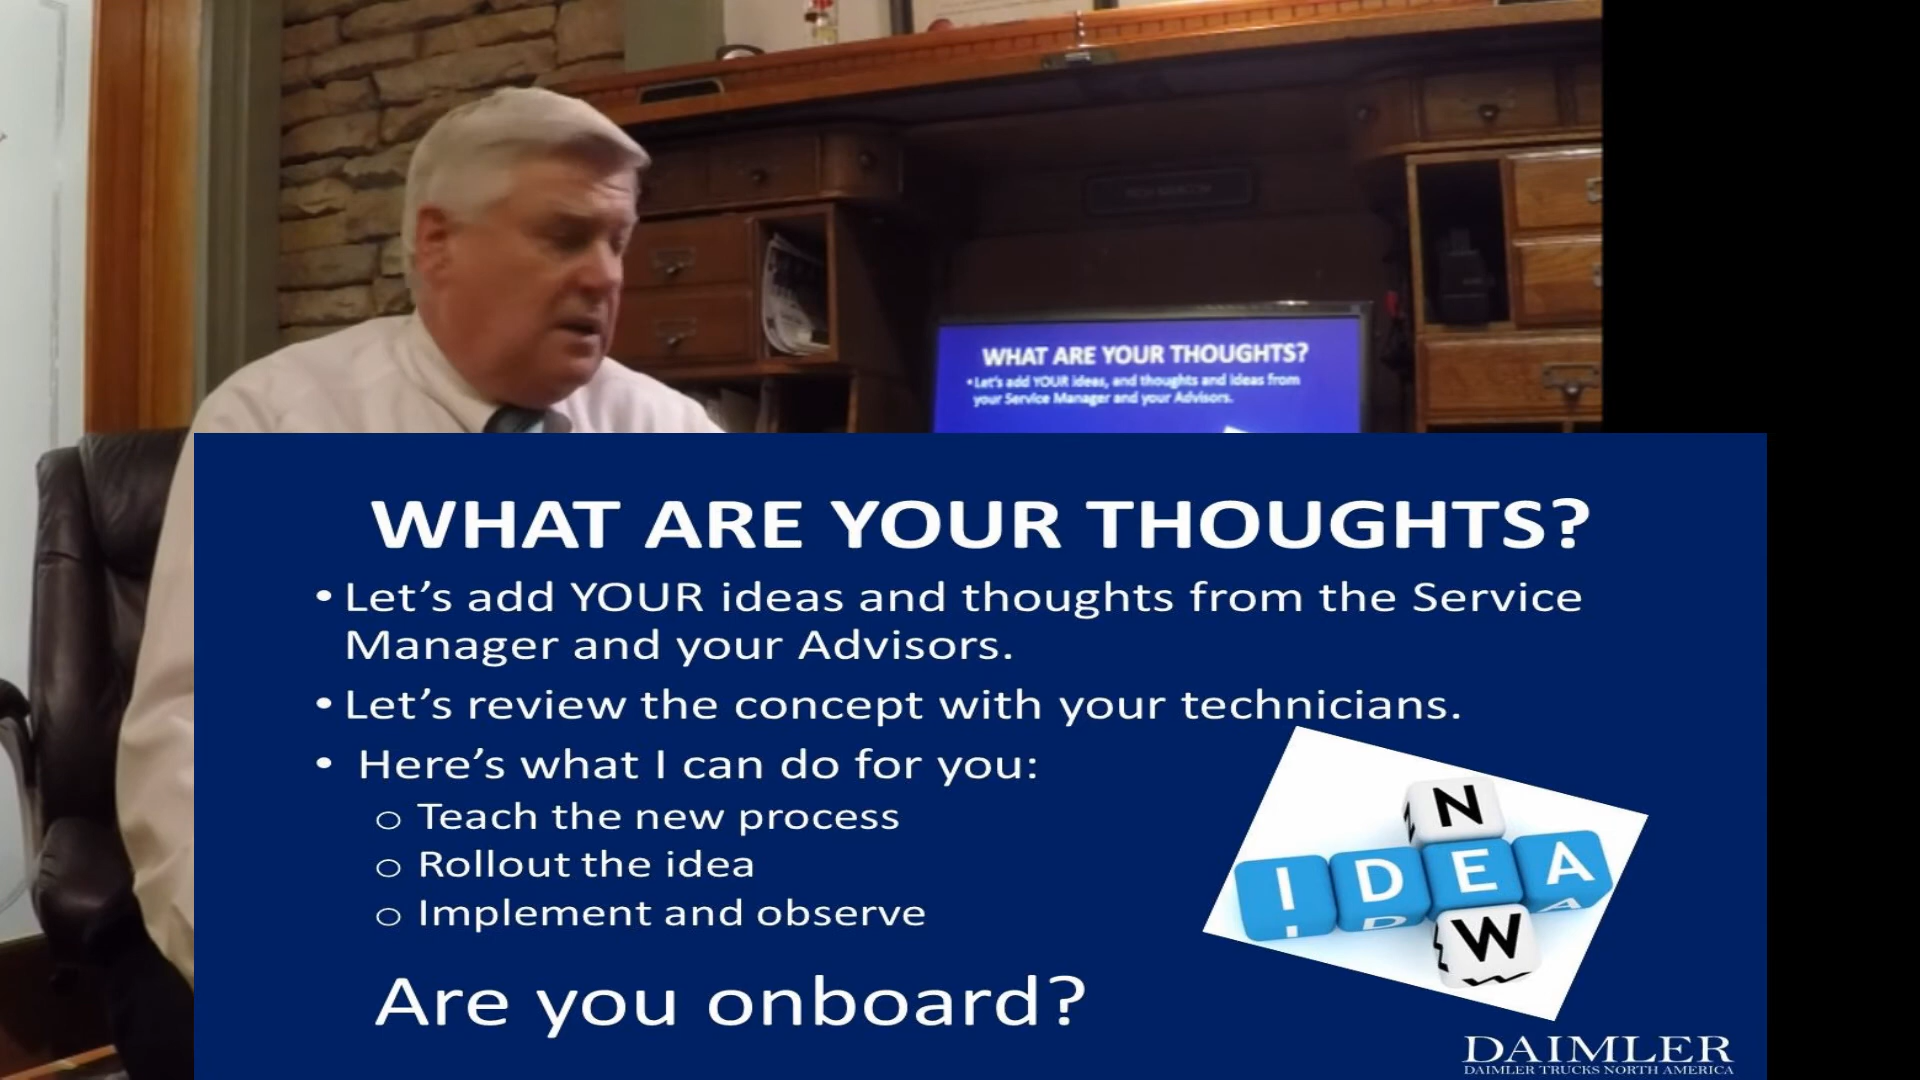 WHAT ARE YOUR THOUGHTS?
•Let's add YOUR ideas, and thoughts and ideas from
your Service Manager and your Advisors.
WHAT ARE YOUR THOUGHTS?
• Let’s add YOUR ideas and thoughts from the Service
Manager and your Advisors.
• Let’s review the concept with your technicians.
• Here’s what I can do for you:
o Teach the new process
o Rollout the idea
o Implement and observe
N
IDEA
W
Are you onboard?
DAIMLER
DAIMLER TRUCKS NORTH AMERICA